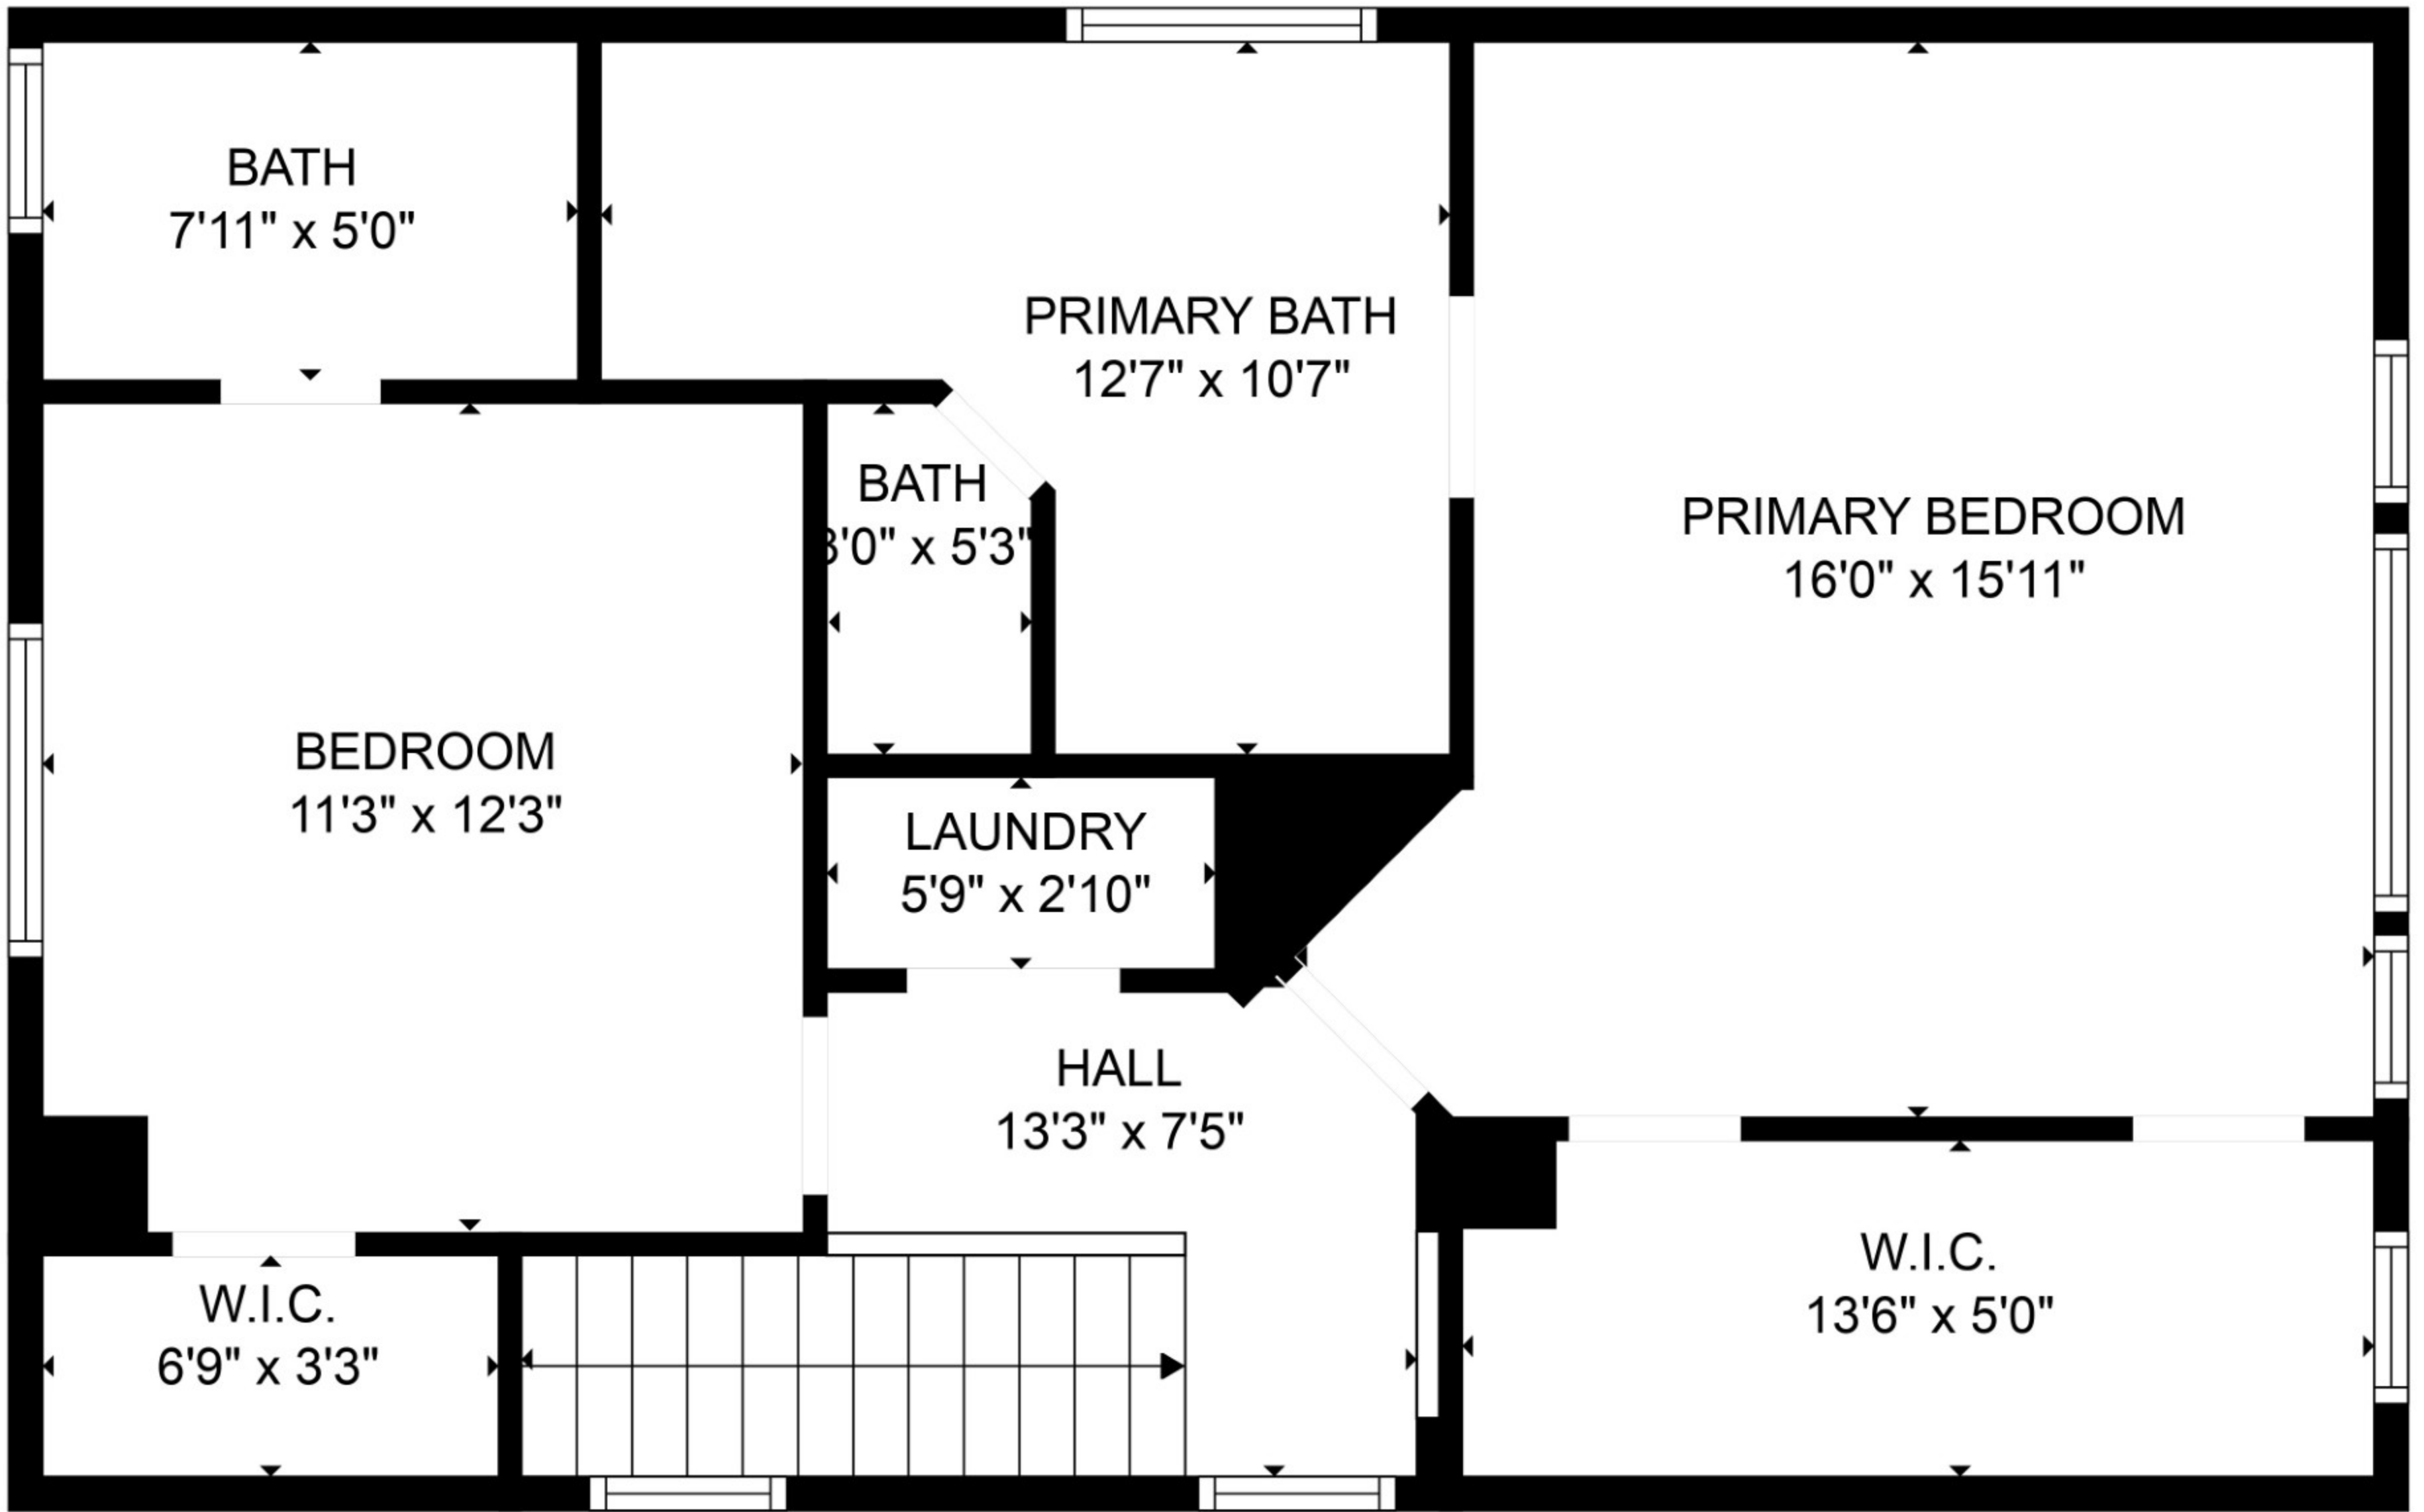 BATH
7'11" x 5'0"
PRIMARY BATH
12'7" x 10'7"
BATH
3'0" x 5'3"
PRIMARY BEDROOM
16'0" x 15'11"
BEDROOM
11'3" x 12'3"
LAUNDRY
5'9" x 2'10"
HALL
13'3" x 7'5"
W.I.C.
13'6" x 5'0"
W.I.C.
6'9" x 3'3"